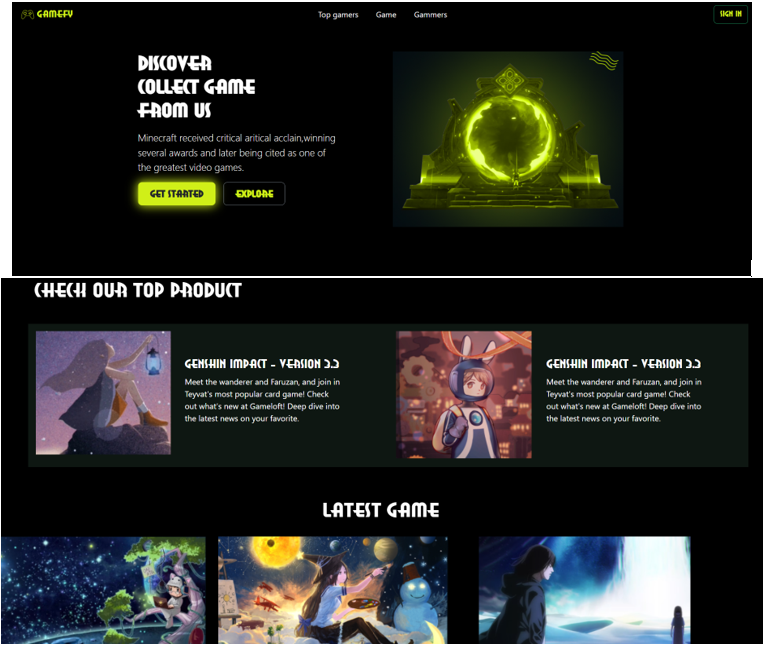 GAMEFY
Top gamers Game Gammers
SIGN IN
DISCOVER
COLLECT GAME
FROM US
Minecraft received critical aritical acclain,winning
several awards and later being cited as one of
the greatest video games.
GET STARTED EXPLORE
CHECH OUR TOP PRODUCT
GENSHIN IMPACT - VERSION 3.3
Meet the wanderer and Faruzan, and join in
Teyvat's most popular card game! Check
out what's new at Gameloft! Deep dive into
the latest news on your favorite.
GENSHIN IMPACT - VERSION 3.3
Meet the wanderer and Faruzan, and join in
Teyvat's most popular card game! Check
out what's new at Gameloft! Deep dive into
the latest news on your favorite.
LATEST GAME